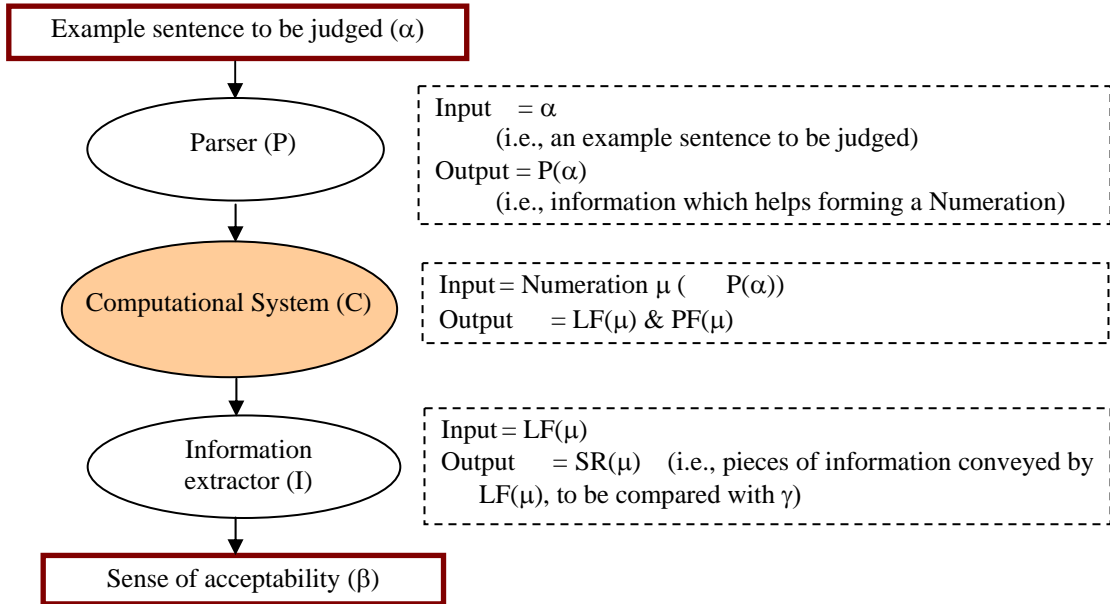 Example sentence to be judged (α)
Parser (P)
Input = α
(i.e., an example sentence to be judged)
Output = P(α)
(i.e., information which helps forming a Numeration)
Computational System (C)
Input = Numeration μ ( P(α))
Output = LF(μ) & PF(μ)
Information
extractor (I)
Input = LF(μ)
Output = SR(μ) (i.e., pieces of information conveyed by
LF(μ), to be compared with γ)
Sense of acceptability (β)